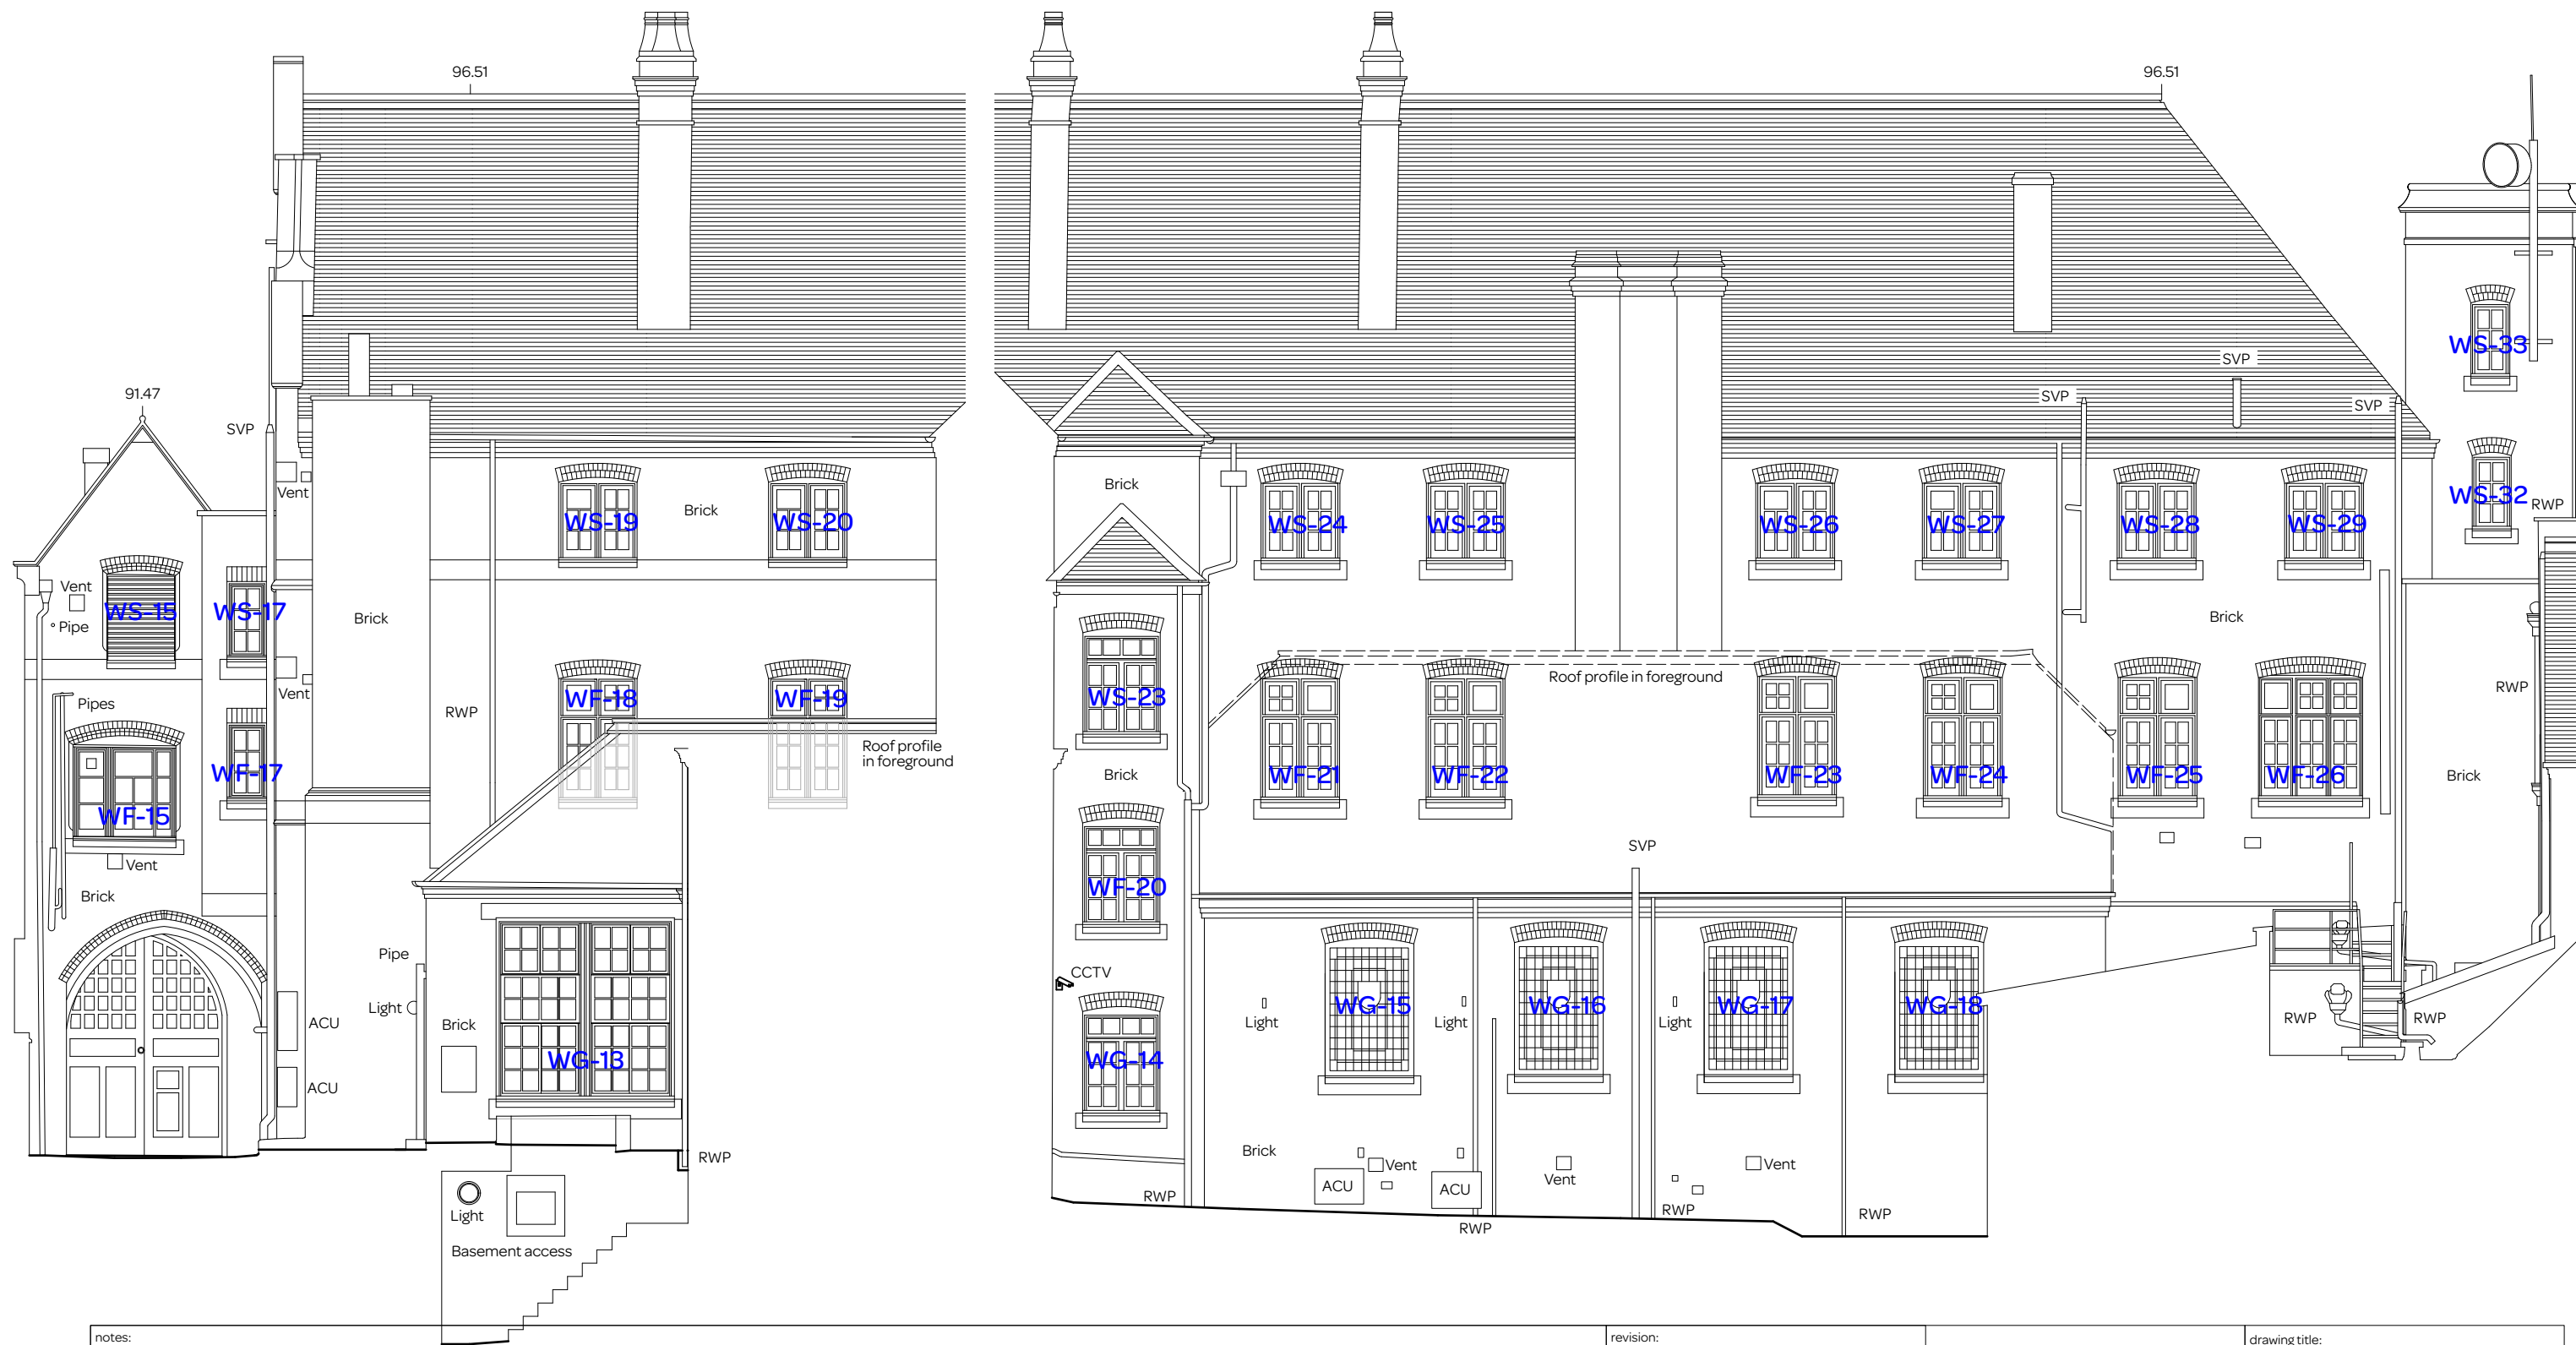 96.51
96.51
91.47
SVP
SVP
SVP
SVP
WS-33
Vent
Brick
WS-19
WS-20
Brick
WS-24
WS-25
WS-26
WS-27
WS-28
WS-29
WS-32
RWP
Vent
Pipe
WS-15
WS-17
Brick
Brick
Vent
Pipes
RWP
WF-18
WF-19
WS-23
Roof profile in foreground
RWP
Roof profile
in foreground
WF-15
WF-17
Brick
WF-21
WF-22
WF-23
WF-24
WF-25
WF-26
Brick
Vent
Brick
SVP
WF-20
Pipe
CCTV
Light
ACU
Brick
ACU
WG-13
WG-14
Light
WG-15
Light
WG-16
Light
WG-17
WG-18
RWP
RWP
RWP
Brick
Vent
ACU
ACU
Vent
Vent
RWP
RWP
RWP
RWP
Light
Basement access
notes:
revision:
drawing title: